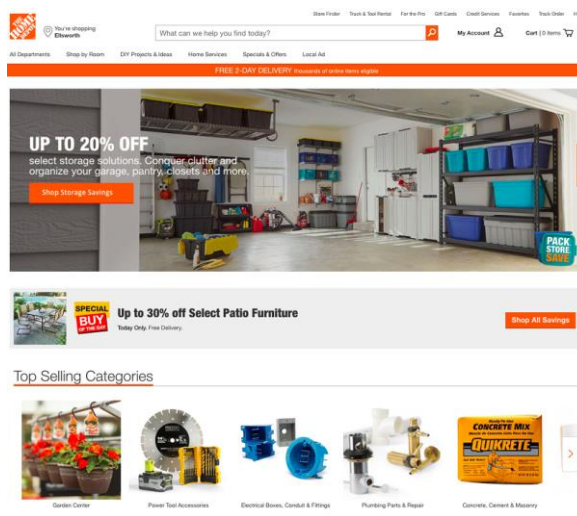 THE HOME DEPOT
Store Finder Truck & Tool Rental For the Pro Gift Cards Credit Services Favorites Track Order
You're shopping
Ellsworth
What can we help you find today?
My Account
Cart | 0 items
All Departments Shop by Room DIY Projects & Ideas Home Services Specials & Offers Local Ad
FREE 2-DAY DELIVERY thousands of online items eligible
UP TO 20% OFF
select storage solutions. Conquer clutter and
organize your garage, pantry, closets and more.
Shop Storage Savings
PACK
STORE
SAVE
SPECIAL
BUY
OF THE DAY
Up to 30% off Select Patio Furniture
Today Only. Free Delivery.
Shop All Savings
Top Selling Categories
CONCRETE MIX
QUIKRETE
Garden Center
Power Tool Accessories
Electrical Boxes, Conduit & Fittings
Plumbing Parts & Repair
Concrete, Cement & Masonry